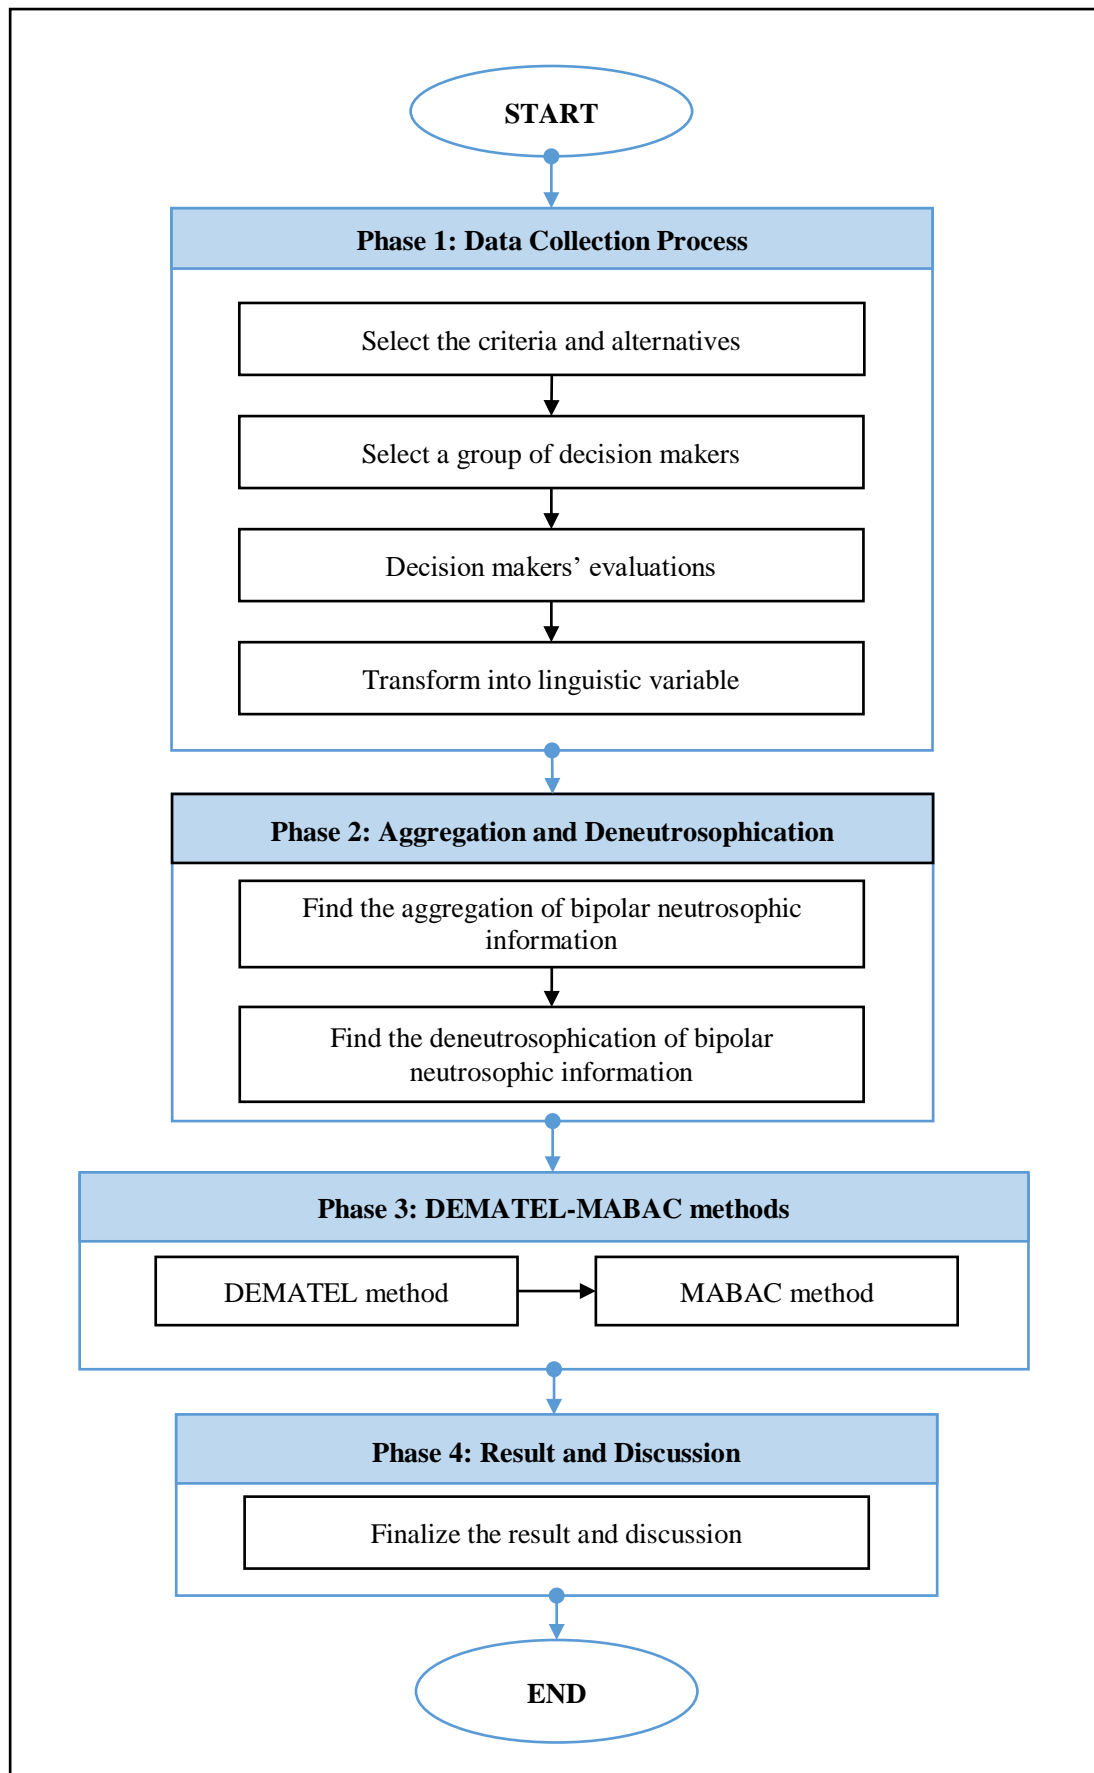 START
Phase 1: Data Collection Process
Select the criteria and alternatives
Select a group of decision makers
Decision makers’ evaluations
Transform into linguistic variable
Phase 2: Aggregation and Deneutrosophication
Find the aggregation of bipolar neutrosophic
information
Find the deneutrosophication of bipolar
neutrosophic information
Phase 3: DEMATEL-MABAC methods
DEMATEL method
MABAC method
Phase 4: Result and Discussion
Finalize the result and discussion
END